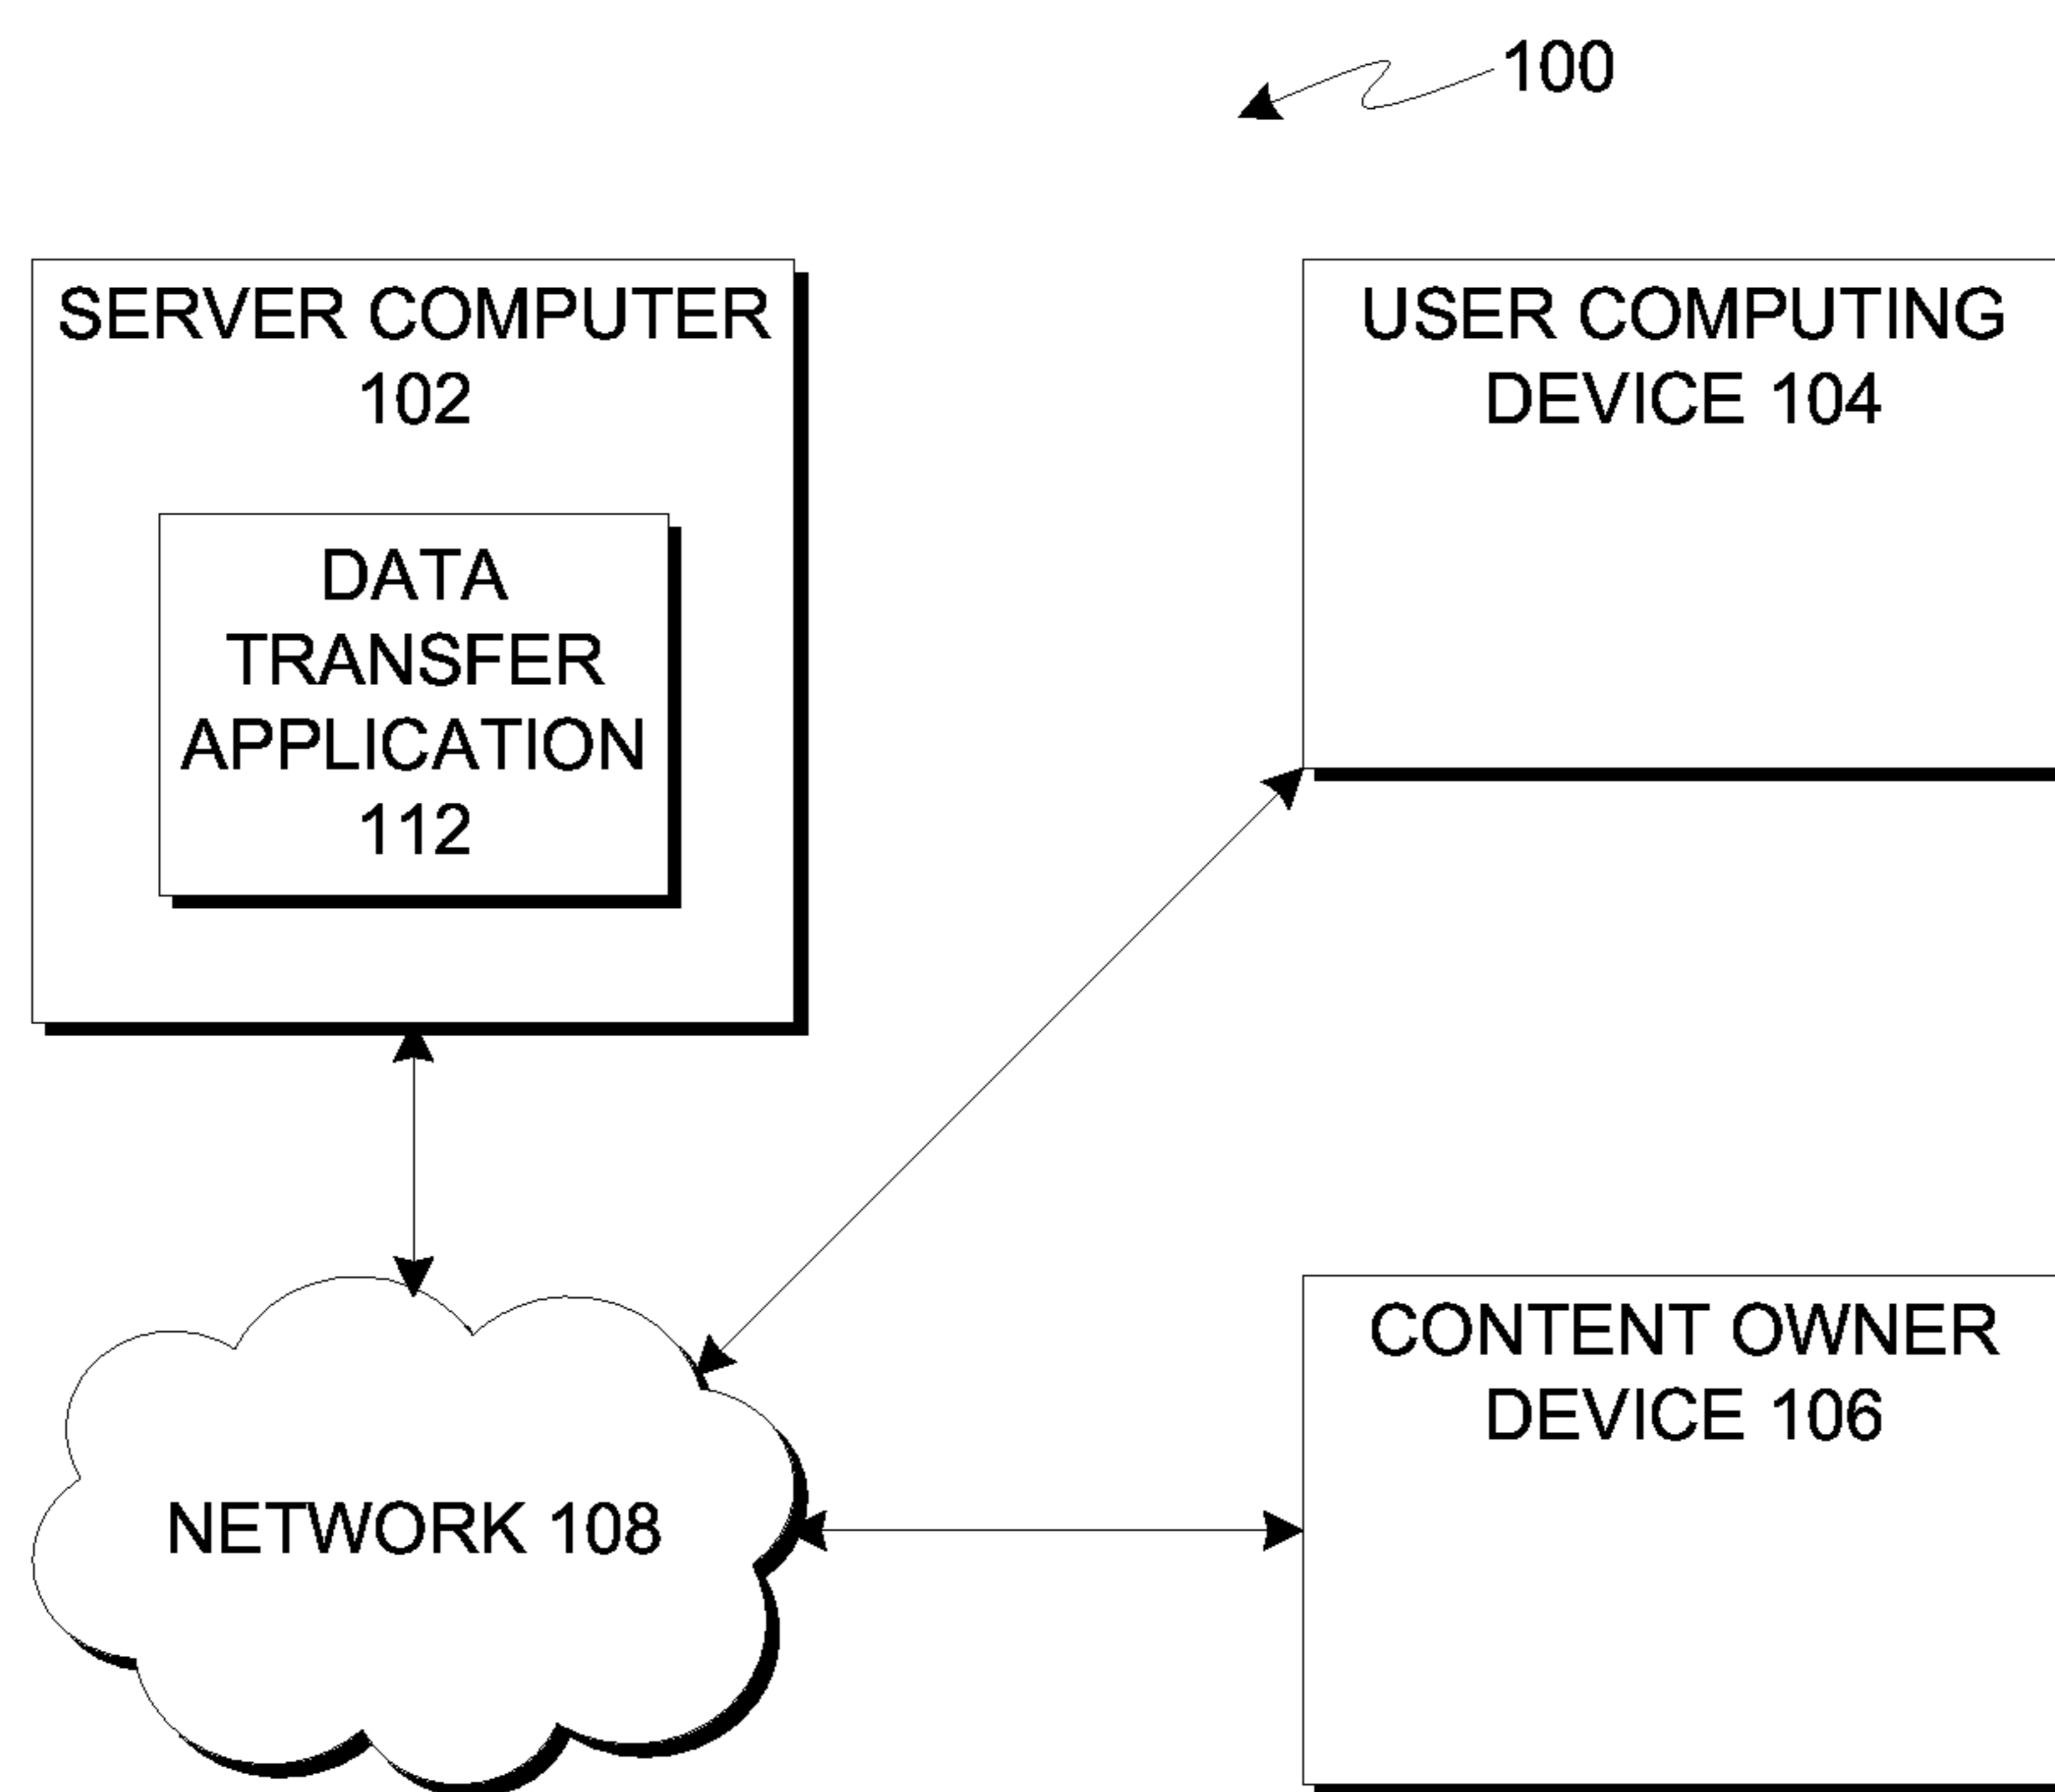 100
SERVER COMPUTER
102
DATA
TRANSFER
APPLICATION
112
USER COMPUTING
DEVICE 104
NETWORK 108
CONTENT OWNER
DEVICE 106